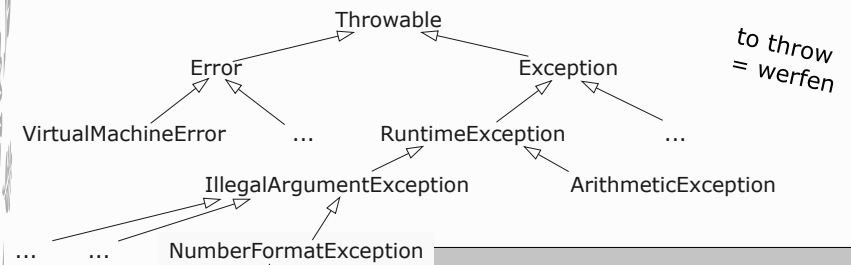 Throwable
to throw
= werfen
Error
Exception
VirtualMachineError
...
RuntimeException
...
IllegalArgumentException
ArithmeticException
...
...
NumberFormatException